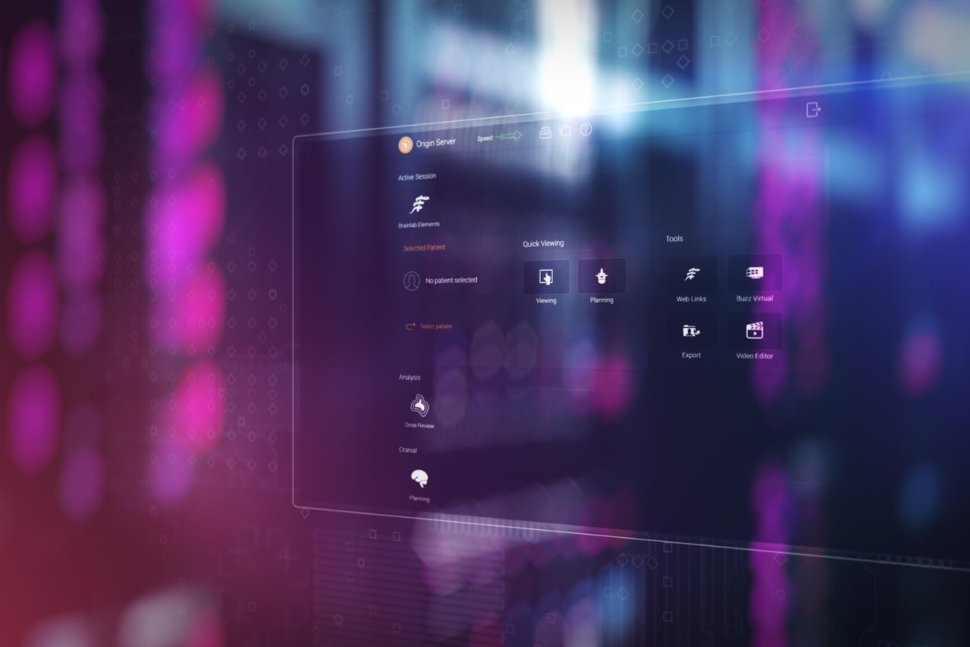 Origin Server
Speed
Active Session
Brainlab Elements
Selected Patient
No patient selected
Select patient
Analysis
Dose Review
Cranial
Planning
Quick Viewing
Viewing
Planning
Tools
Web Links
Buzz Virtual
Export
Video Editor